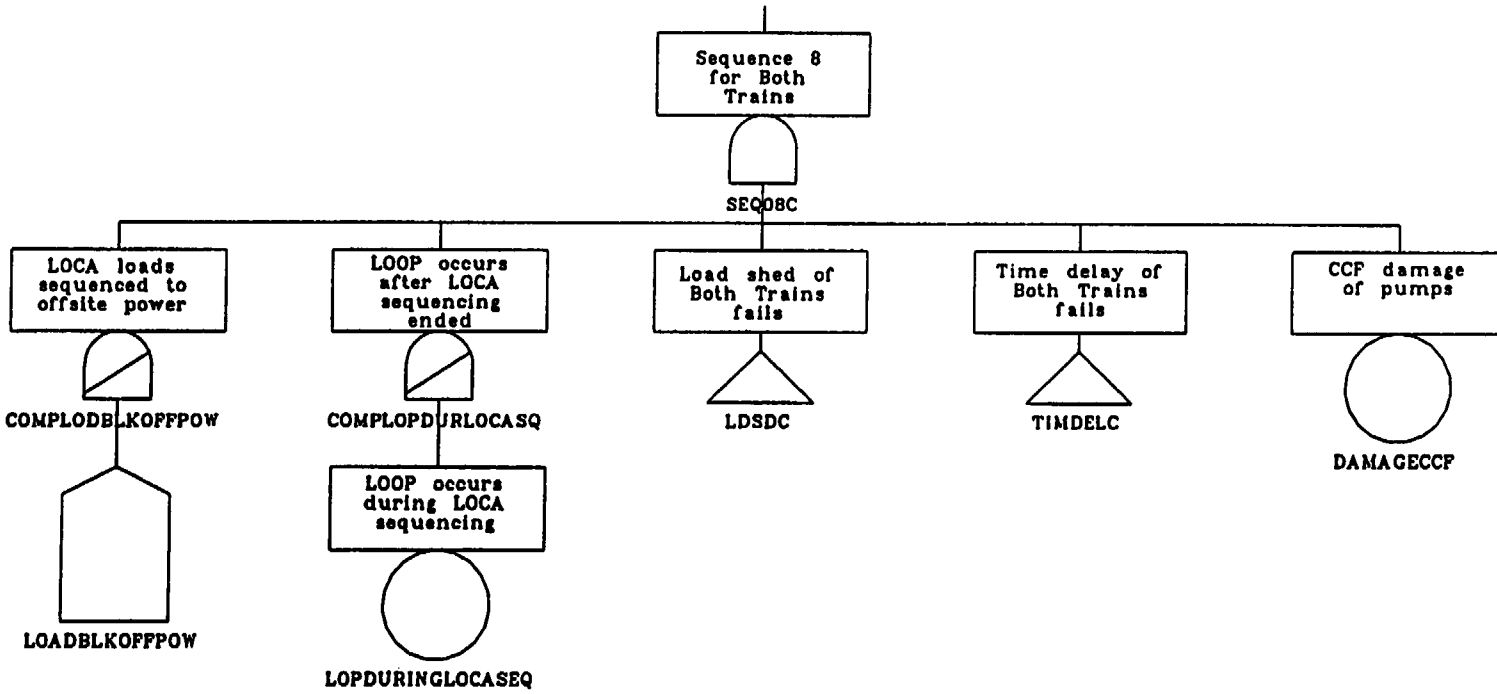 Sequence 8
for Both
Trains
SEQ08C
LOCA loads
sequenced to
offsite power
COMPLODBLKOFFPOW
LOOP occurs
after LOCA
sequencing
ended
COMPLOPDURLOCASQ
Load shed of
Both Trains
fails
LDSDC
Time delay of
Both Trains
fails
TIMDELC
CCF damage
of pumps
DAMAGECCF
LOADBLKOFFPOW
LOOP occurs
during LOCA
sequencing
LOPDURINGLOCASEQ